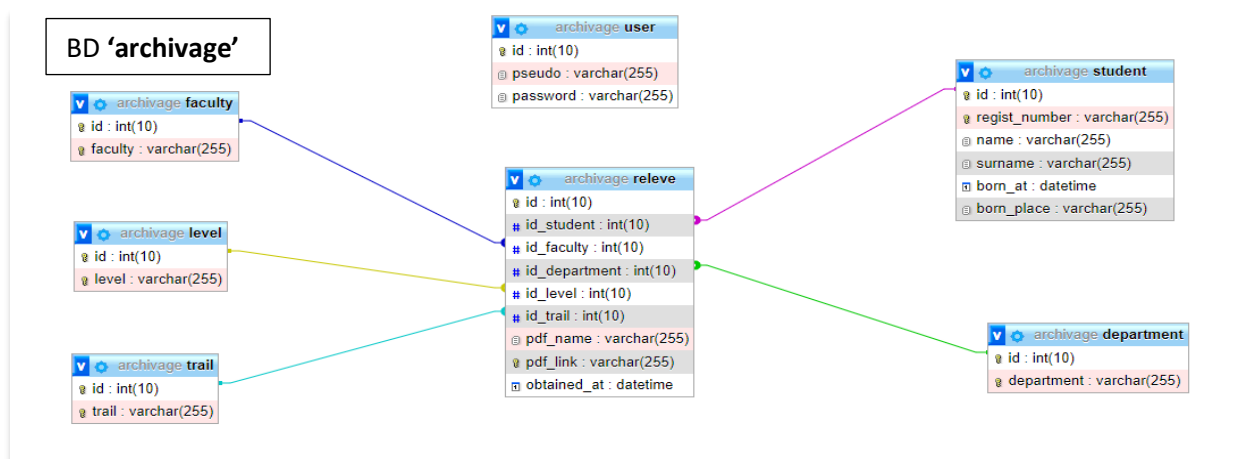 BD 'archivage'
archivage user
id : int(10)
pseudo : varchar(255)
password : varchar(255)
archivage faculty
id : int(10)
faculty : varchar(255)
archivage student
id : int(10)
regist_number : varchar(255)
name : varchar(255)
surname : varchar(255)
born_at : datetime
born_place : varchar(255)
archivage releve
id : int(10)
id_student : int(10)
id_faculty : int(10)
id_department : int(10)
id_level : int(10)
id_trail : int(10)
pdf_name : varchar(255)
pdf_link : varchar(255)
obtained_at : datetime
archivage level
id : int(10)
level : varchar(255)
archivage trail
id : int(10)
trail : varchar(255)
archivage department
id : int(10)
department : varchar(255)